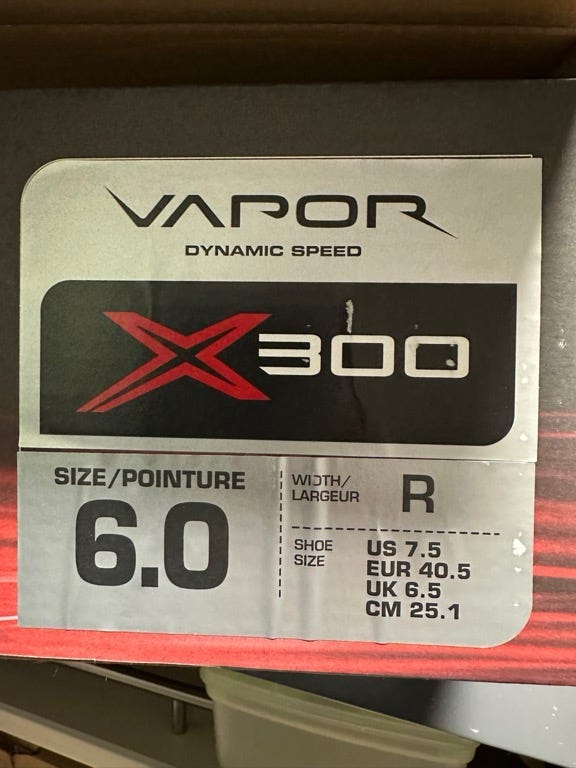 VAPOR
DYNAMIC SPEED
X300
SIZE/POINTURE
6.0
WIDTH/
LARGEUR
R
SHOE
SIZE
US 7.5
EUR 40.5
UK 6.5
CM 25.1